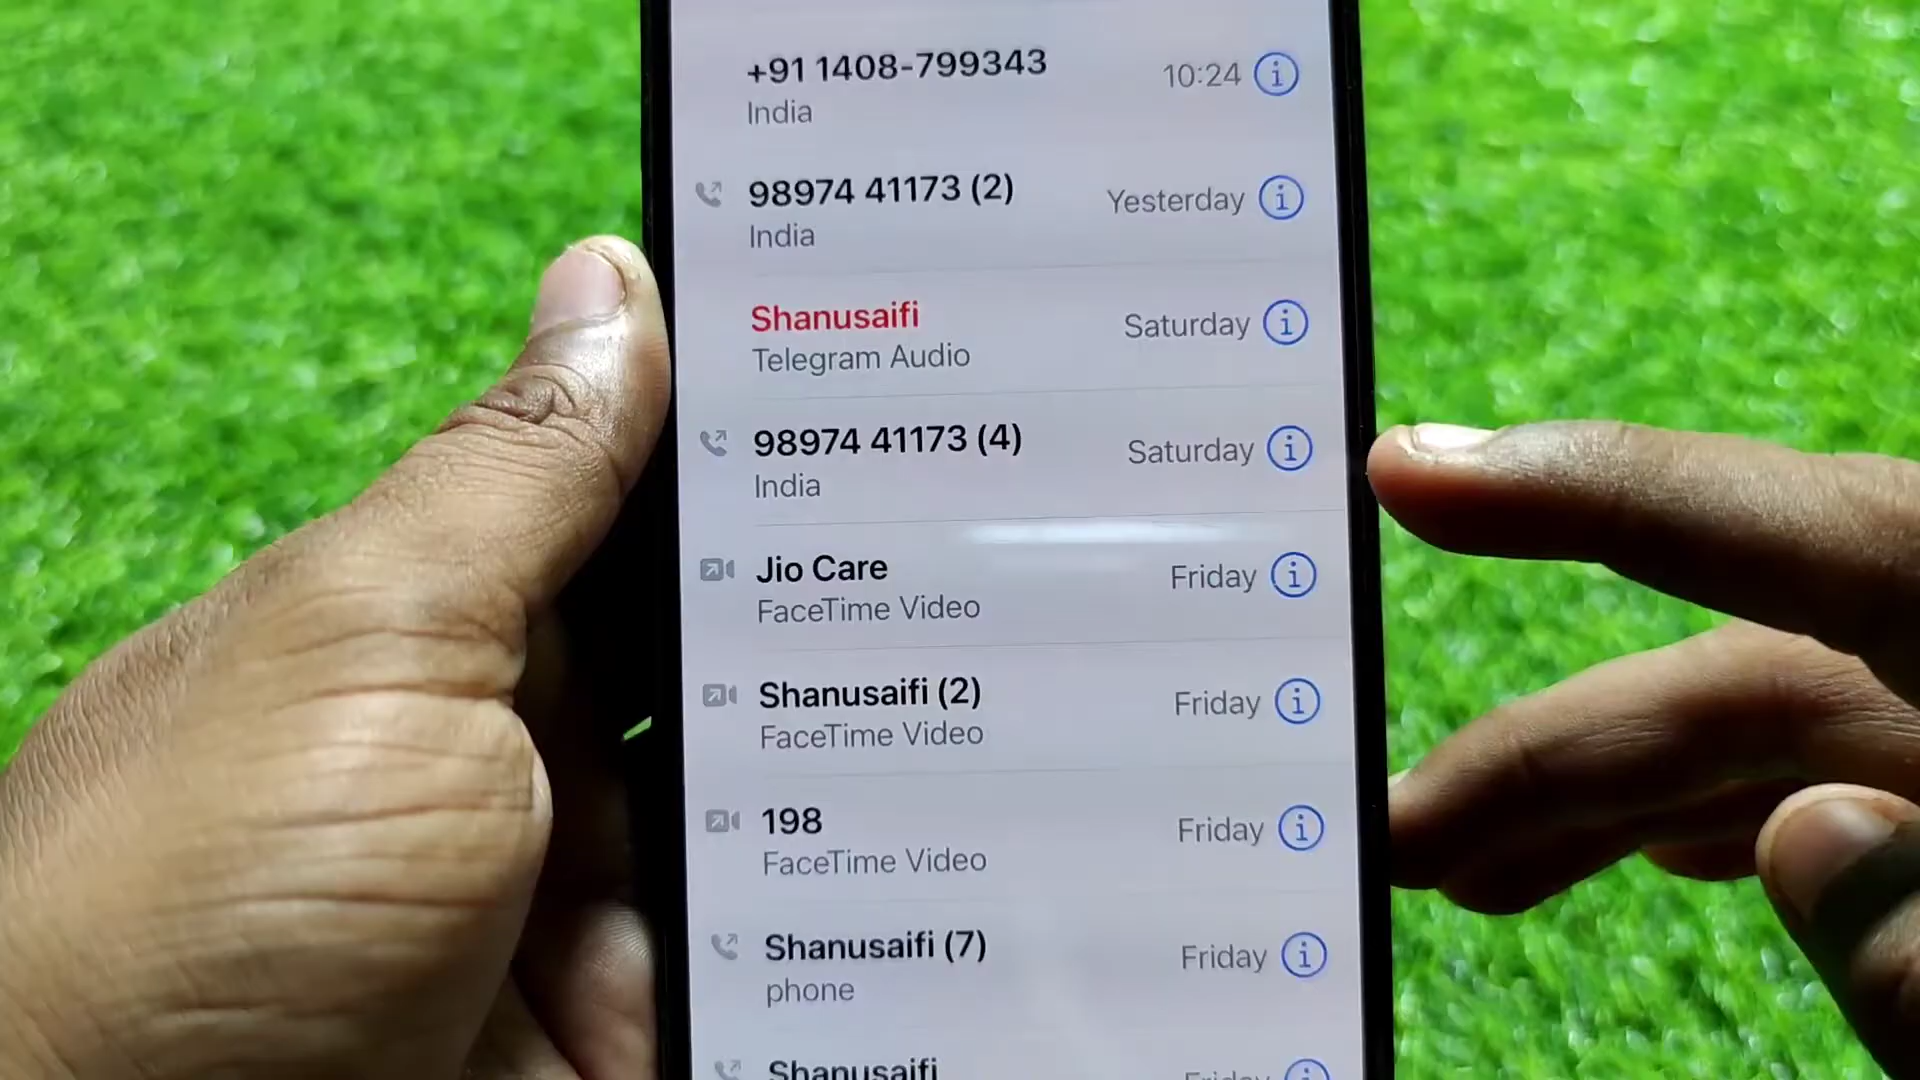 +91 1408-799343
10:24
India
98974 41173 (2)
Yesterday
India
Shanusaifi
Saturday
Telegram Audio
98974 41173 (4)
Saturday
India
Jio Care
Friday
FaceTime Video
Shanusaifi (2)
Friday
FaceTime Video
198
Friday
FaceTime Video
Shanusaifi (7)
Friday
phone
Shanusaifi
Friday